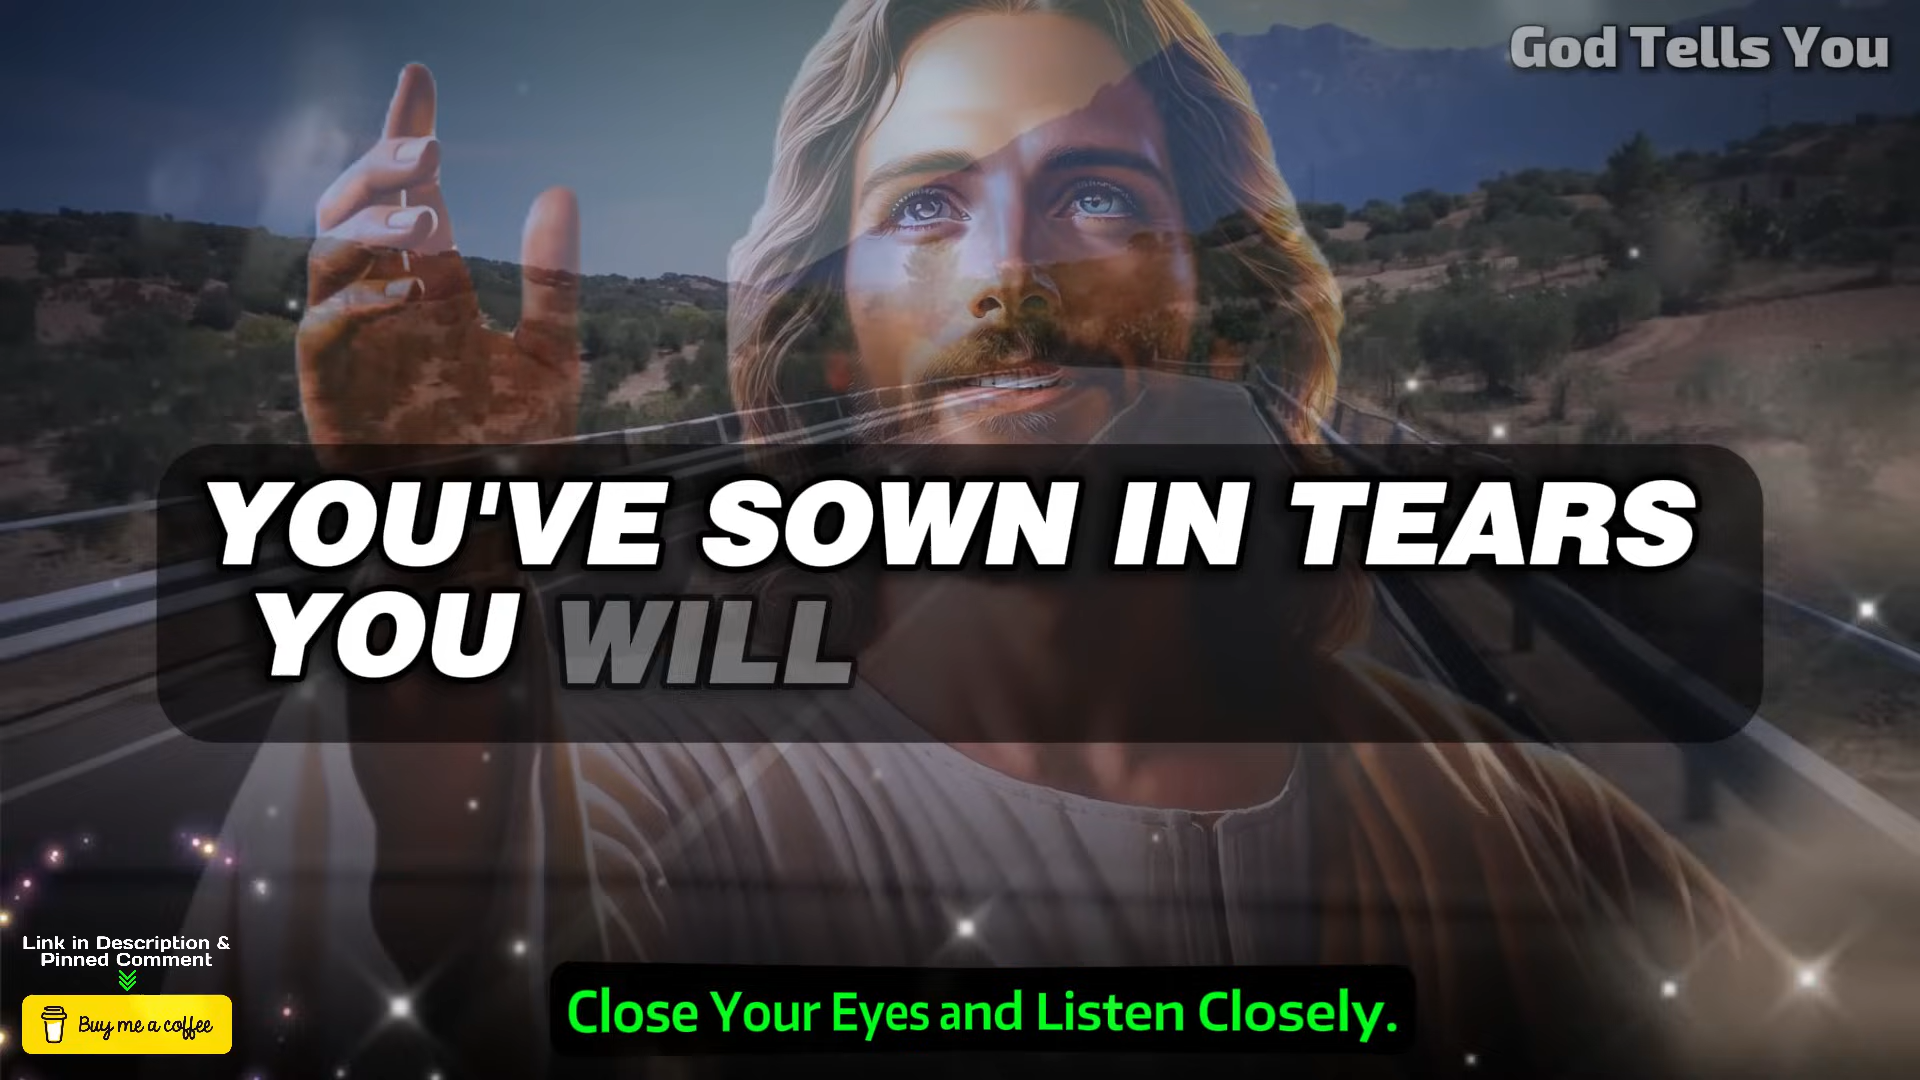 God Tells You
YOU'VE SOWN IN TEARS
YOU WILL
Link in Description &
Pinned Comment
Buy me a coffee
Close Your Eyes and Listen Closely.